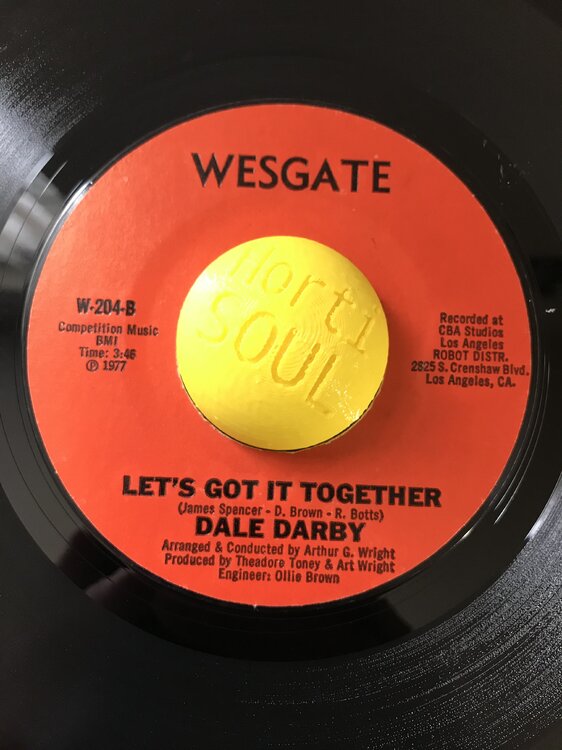 WESGATE
Horti
SOUL
W-204-B
Competition Music
BMI
Time: 3:46
℗ 1977
Recorded at
CBA Studios
Los Angeles
ROBOT DISTR.
2825 S. Crenshaw Blvd.
Los Angeles, CA.
LET'S GOT IT TOGETHER
(James Spencer - D. Brown - R. Botts)
DALE DARBY
Arranged & Conducted by Arthur G. Wright
Produced by Theadore Toney & Art Wright
Engineer: Ollie Brown